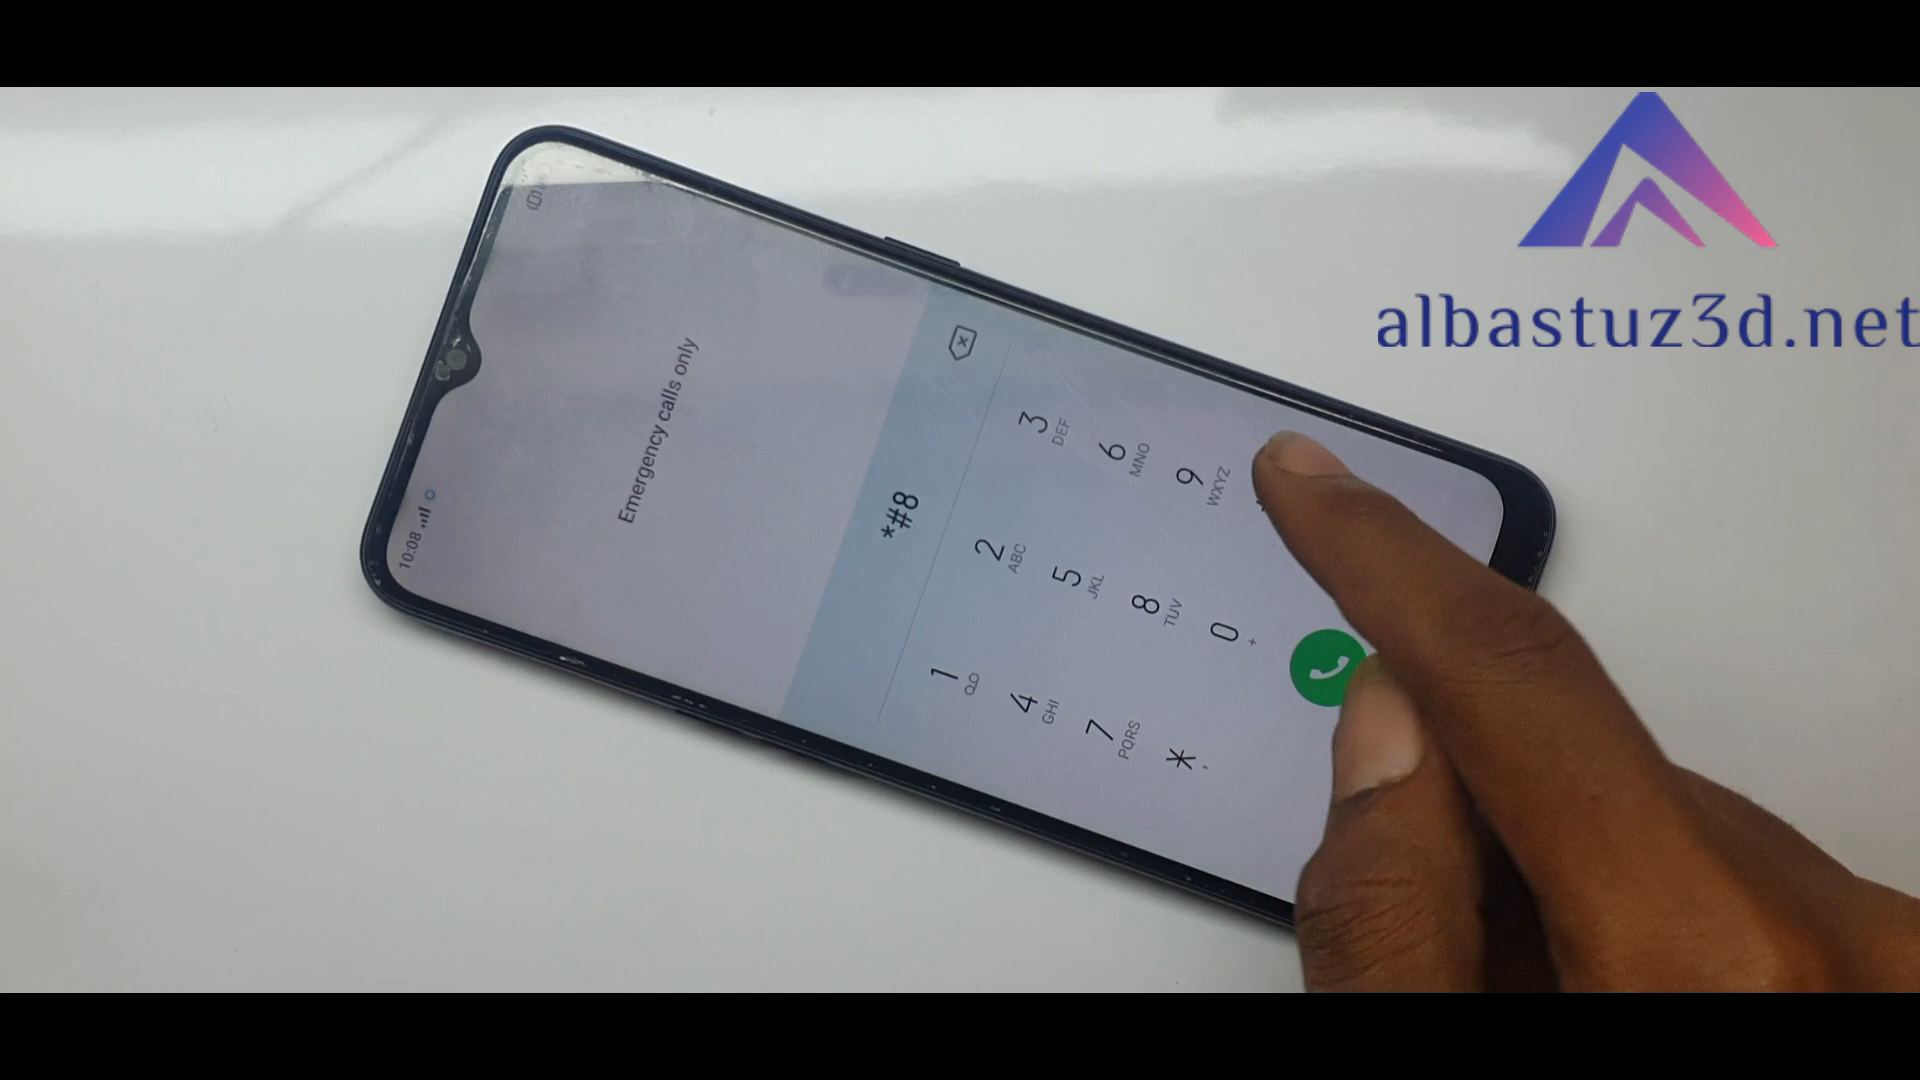 albastuz3d.net
10:08
Emergency calls only
*#8
1
2 ABC
3 DEF
4 GHI
5 JKL
6 MNO
7 PQRS
8 TUV
9 WXYZ
* ,
0 +